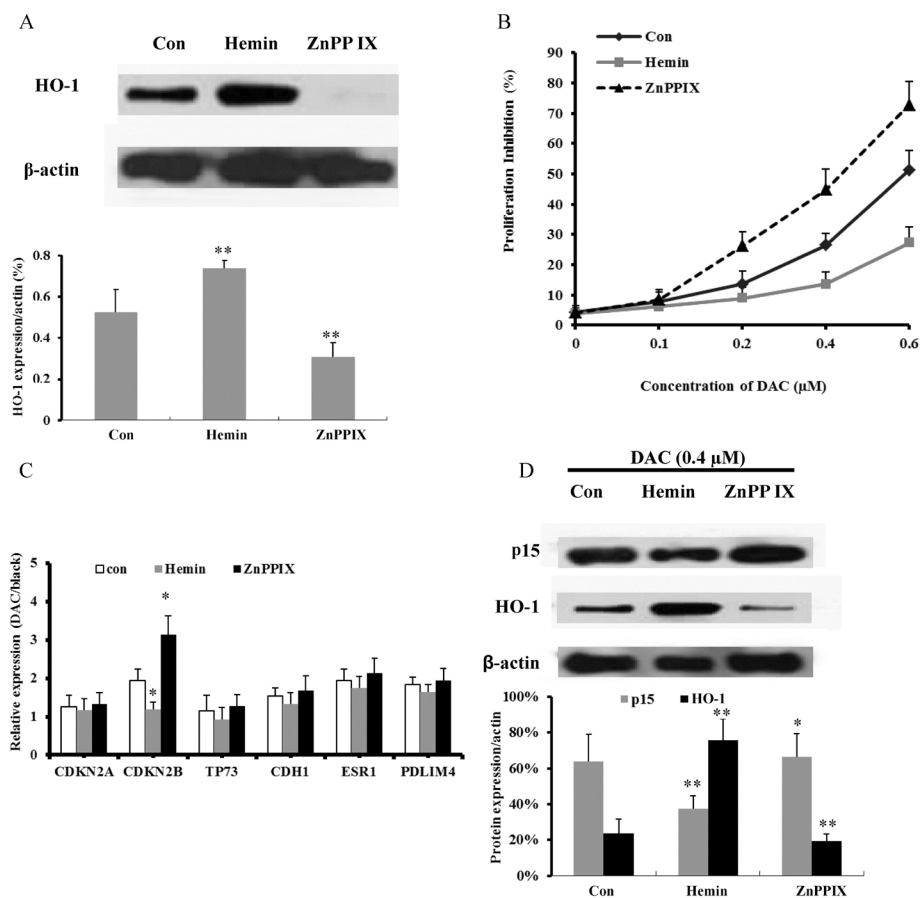 A
Con Hemin ZnPP IX
HO-1
β-actin
HO-1 expression/actin (%)
0.8
0.6
0.4
0.2
0
**
**
Con Hemin ZnPPIX
B
Con
Hemin
ZnPPIX
Proliferation Inhibition (%)
90
80
70
60
50
40
30
20
10
0
0 0.1 0.2 0.4 0.6
Concentration of DAC (μM)
C
Relative expression (DAC/black)
5
4
3
2
1
0
con Hemin ZnPPIX
*
*
CDKN2A CDKN2B TP73 CDH1 ESR1 PDLIM4
D
DAC (0.4 μM)
Con Hemin ZnPP IX
p15
HO-1
β-actin
Protein expression/actin
100%
80%
60%
40%
20%
0%
p15 HO-1
**
**
*
**
Con Hemin ZnPPIX